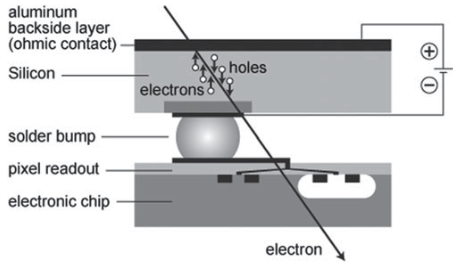 aluminum
backside layer
(ohmic contact)
Silicon
holes
electrons
solder bump
pixel readout
electronic chip
electron
+
−